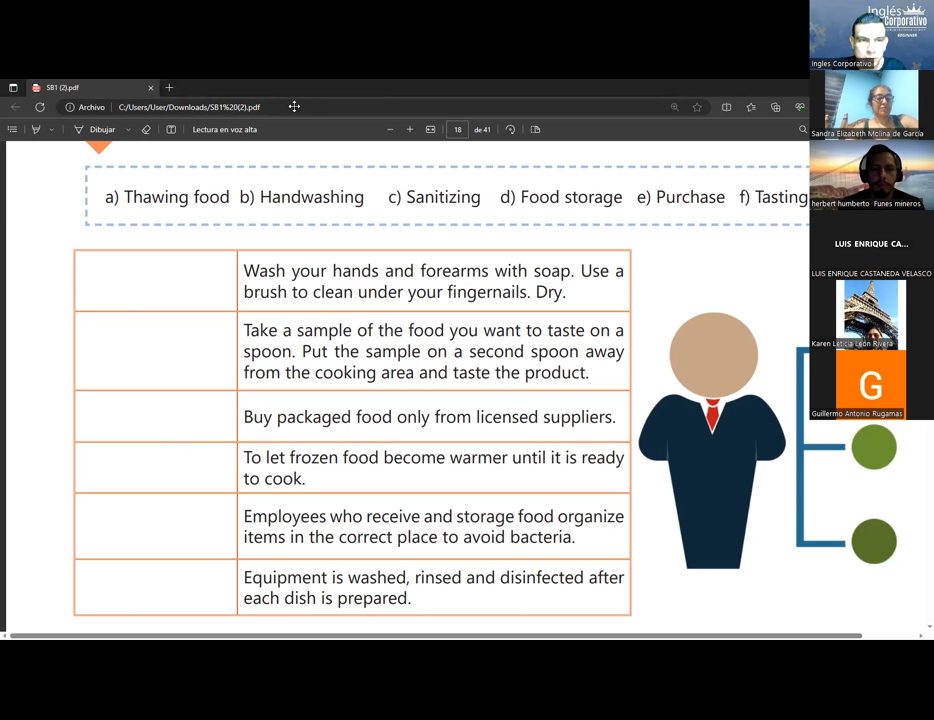 Inglés
Corporativo
BEGINNER
Ingles Corporativo
SB1 (2).pdf
Archivo C:/Users/User/Downloads/SB1%20(2).pdf
Dibujar Lectura en voz alta 18 de 41
Sandra Elizabeth Molina de García
a) Thawing food b) Handwashing c) Sanitizing d) Food storage e) Purchase f) Tasting
herbert humberto Funes mineros
LUIS ENRIQUE CA...
LUIS ENRIQUE CASTANEDA VELASCO
Wash your hands and forearms with soap. Use a
brush to clean under your fingernails. Dry.
Take a sample of the food you want to taste on a
spoon. Put the sample on a second spoon away
from the cooking area and taste the product.
Karen Leticia León Rivera
G
Guillermo Antonio Rugamas
Buy packaged food only from licensed suppliers.
To let frozen food become warmer until it is ready
to cook.
Employees who receive and storage food organize
items in the correct place to avoid bacteria.
Equipment is washed, rinsed and disinfected after
each dish is prepared.